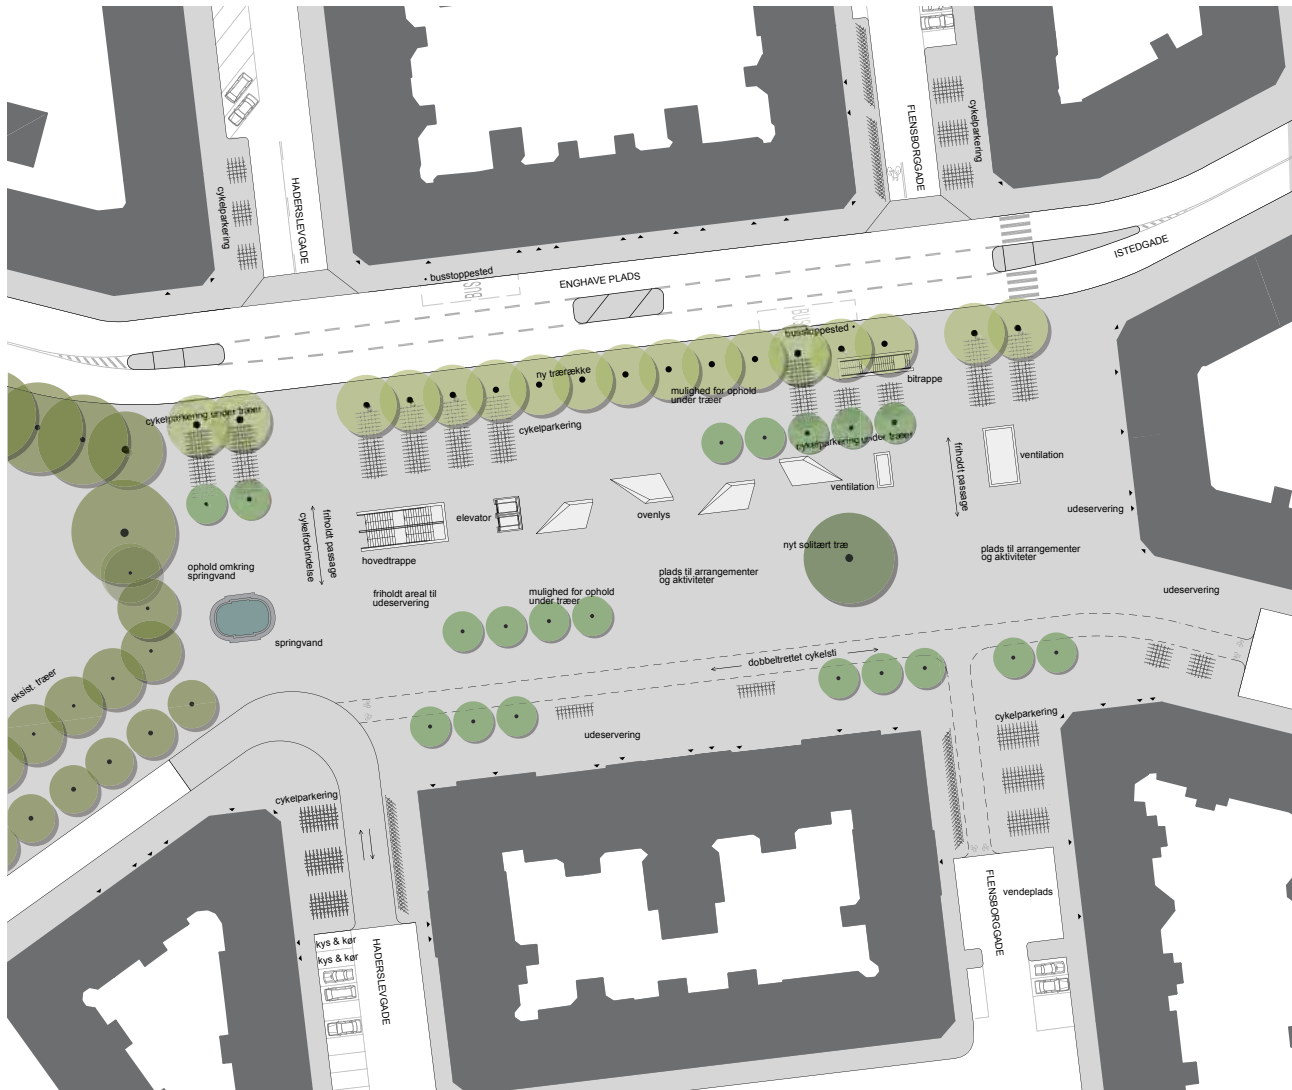 FLENSBORGGADE
cykelparkering
HADERSLEVGADE
cykelparkering
ISTEDGADE
• busstoppested
BUS
ENGHAVE PLADS
BUS
busstoppested •
ny trærække
bitrappe
mulighed for ophold
under træer
cykelparkering under træer
cykelparkering
cykelparkering under træer
friholdt passage
ventilation
ventilation
elevator
ovenlys
udeservering
friholdt passage
cykelforbindelse
hovedtrappe
nyt solitært træ
plads til arrangementer
og aktiviteter
ophold omkring
springvand
plads til arrangementer
og aktiviteter
friholdt areal til
udeservering
mulighed for ophold
under træer
udeservering
springvand
dobbeltrettet cykelsti
eksist. træer
cykelparkering
udeservering
cykelparkering
FLENSBORGGADE
vendeplads
kys & kør
kys & kør
HADERSLEVGADE